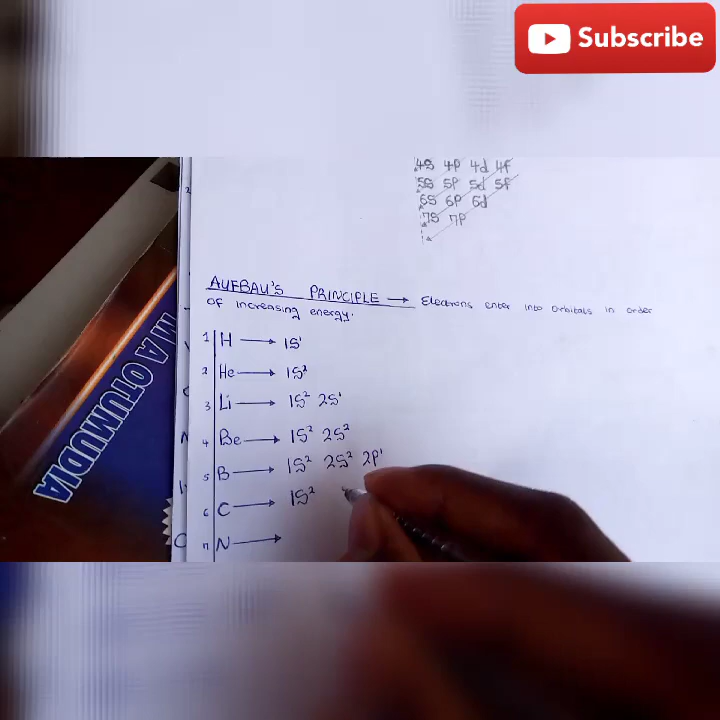 Subscribe
4S 4P 4d 4f
5S 5P 5d 5f
6S 6P 6d
7S 7P
AUFBAU'S PRINCIPLE → Electrons enter into orbitals in order
of increasing energy.
1 H → 1S¹
2 He → 1S²
3 Li → 1S² 2S¹
4 Be → 1S² 2S²
5 B → 1S² 2S² 2P¹
6 C → 1S²
7 N →
M A OTUMUDIA